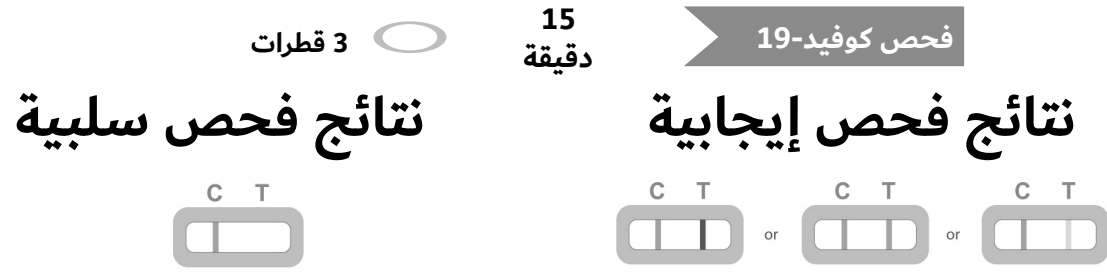 فحص كوفيد-19
15
دقيقة
3 قطرات
نتائج فحص إيجابية
نتائج فحص سلبية
C T or C T or C T
C T